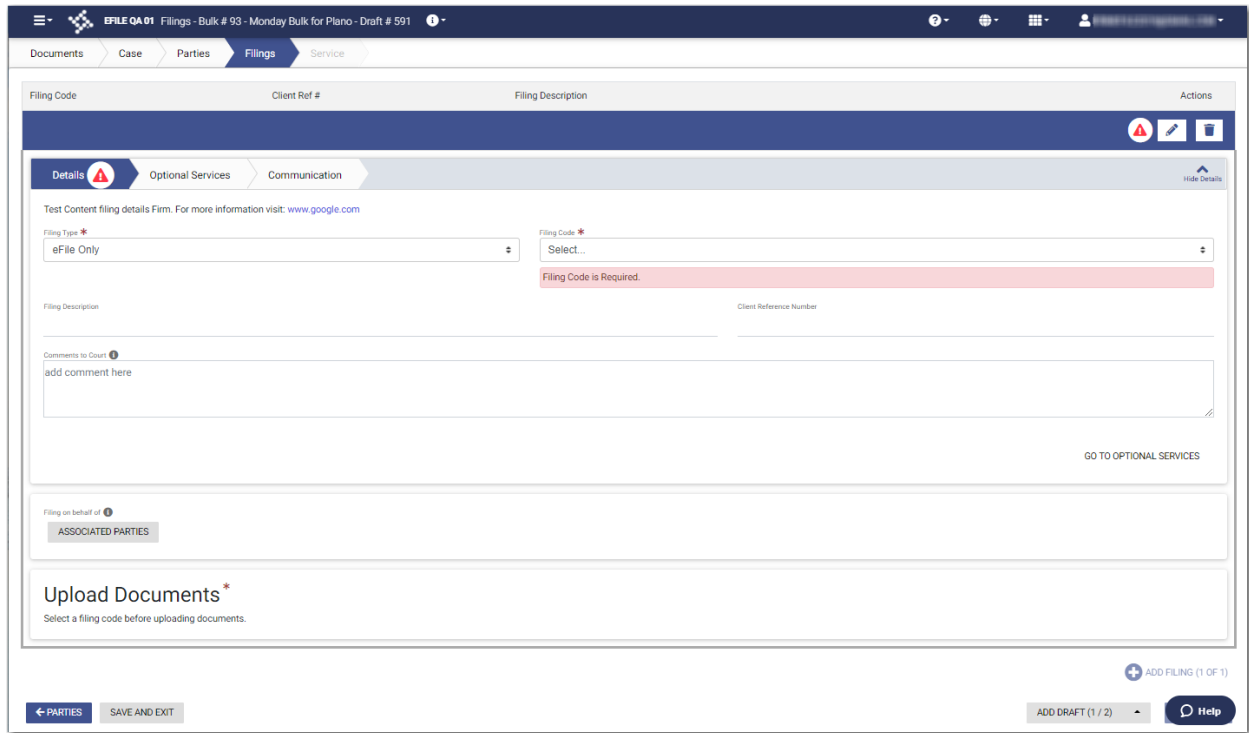 EFILE QA 01 Filings - Bulk # 93 - Monday Bulk for Plano - Draft # 591
Documents Case Parties Filings Service
Filing Code Client Ref # Filing Description Actions
Details Optional Services Communication Hide Details
Test Content filing details Firm. For more information visit: www.google.com
Filing Type * Filing Code *
eFile Only Select...
Filing Code is Required.
Filing Description Client Reference Number
Comments to Court
add comment here
GO TO OPTIONAL SERVICES
Filing on behalf of
ASSOCIATED PARTIES
Upload Documents*
Select a filing code before uploading documents.
ADD FILING (1 OF 1)
PARTIES SAVE AND EXIT ADD DRAFT (1 / 2) Help